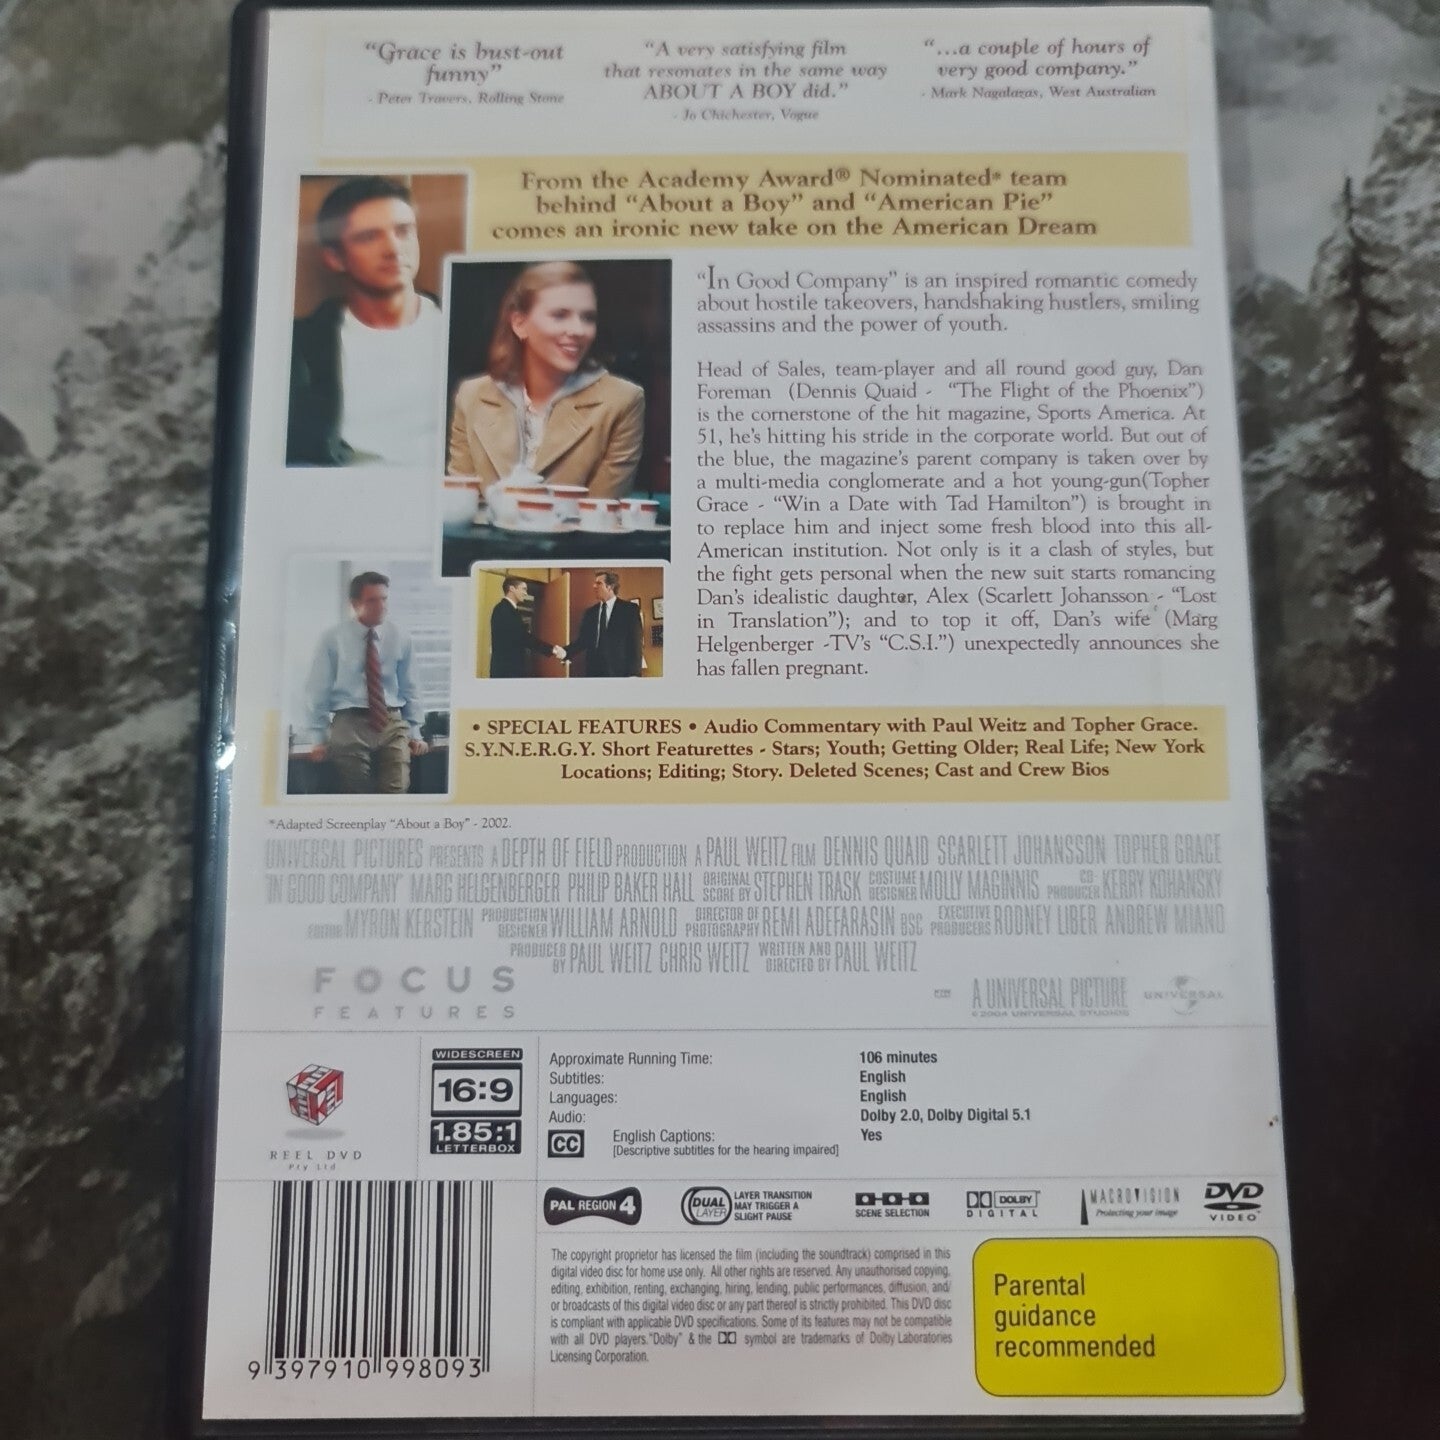 “Grace is bust-out
funny”
- Peter Travers, Rolling Stone
“A very satisfying film
that resonates in the same way
ABOUT A BOY did.”
- Jo Chichester, Vogue
“...a couple of hours of
very good company.”
- Mark Nagalazas, West Australian
From the Academy Award® Nominated* team
behind “About a Boy” and “American Pie”
comes an ironic new take on the American Dream
“In Good Company” is an inspired romantic comedy
about hostile takeovers, handshaking hustlers, smiling
assassins and the power of youth.
Head of Sales, team-player and all round good guy, Dan
Foreman (Dennis Quaid - “The Flight of the Phoenix”)
is the cornerstone of the hit magazine, Sports America. At
51, he’s hitting his stride in the corporate world. But out of
the blue, the magazine’s parent company is taken over by
a multi-media conglomerate and a hot young-gun(Topher
Grace - “Win a Date with Tad Hamilton”) is brought in
to replace him and inject some fresh blood into this all-
American institution. Not only is it a clash of styles, but
the fight gets personal when the new suit starts romancing
Dan’s idealistic daughter, Alex (Scarlett Johansson - “Lost
in Translation”); and to top it off, Dan’s wife (Marg
Helgenberger -TV’s “C.S.I.”) unexpectedly announces she
has fallen pregnant.
• SPECIAL FEATURES • Audio Commentary with Paul Weitz and Topher Grace.
S.Y.N.E.R.G.Y. Short Featurettes - Stars; Youth; Getting Older; Real Life; New York
Locations; Editing; Story. Deleted Scenes; Cast and Crew Bios
*Adapted Screenplay “About a Boy” - 2002.
UNIVERSAL PICTURES PRESENTS A DEPTH OF FIELD PRODUCTION A PAUL WEITZ FILM DENNIS QUAID SCARLETT JOHANSSON TOPHER GRACE
"IN GOOD COMPANY" MARG HELGENBERGER PHILIP BAKER HALL ORIGINAL SCORE BY STEPHEN TRASK COSTUME DESIGNER MOLLY MAGINNIS CO-PRODUCER KERRY KOHANSKY
EDITOR MYRON KERSTEIN PRODUCTION DESIGNER WILLIAM ARNOLD DIRECTOR OF PHOTOGRAPHY REMI ADEFARASIN BSC EXECUTIVE PRODUCERS RODNEY LIBER ANDREW MIANO
PRODUCED BY PAUL WEITZ CHRIS WEITZ WRITTEN AND DIRECTED BY PAUL WEITZ
FOCUS
FEATURES
A UNIVERSAL PICTURE
© 2004 UNIVERSAL STUDIOS
UNIVERSAL
REEL DVD
Pty Ltd
WIDESCREEN
16:9
1.85:1
LETTERBOX
Approximate Running Time: 106 minutes
Subtitles: English
Languages: English
Audio: Dolby 2.0, Dolby Digital 5.1
CC English Captions: Yes
[Descriptive subtitles for the hearing impaired]
PAL REGION 4
DUAL LAYER
LAYER TRANSITION
MAY TRIGGER A
SLIGHT PAUSE
SCENE SELECTION
DOLBY
DIGITAL
MACROVISION
Protecting your image
DVD
VIDEO
The copyright proprietor has licensed the film (including the soundtrack) comprised in this
digital video disc for home use only. All other rights are reserved. Any unauthorised copying,
editing, exhibition, renting, exchanging, hiring, lending, public performances, diffusion, and/
or broadcasts of this digital video disc or any part thereof is strictly prohibited. This DVD disc
is compliant with applicable DVD specifications. Some of its features may not be compatible
with all DVD players."Dolby" & the symbol are trademarks of Dolby Laboratories
Licensing Corporation.
Parental
guidance
recommended
9 397910 998093